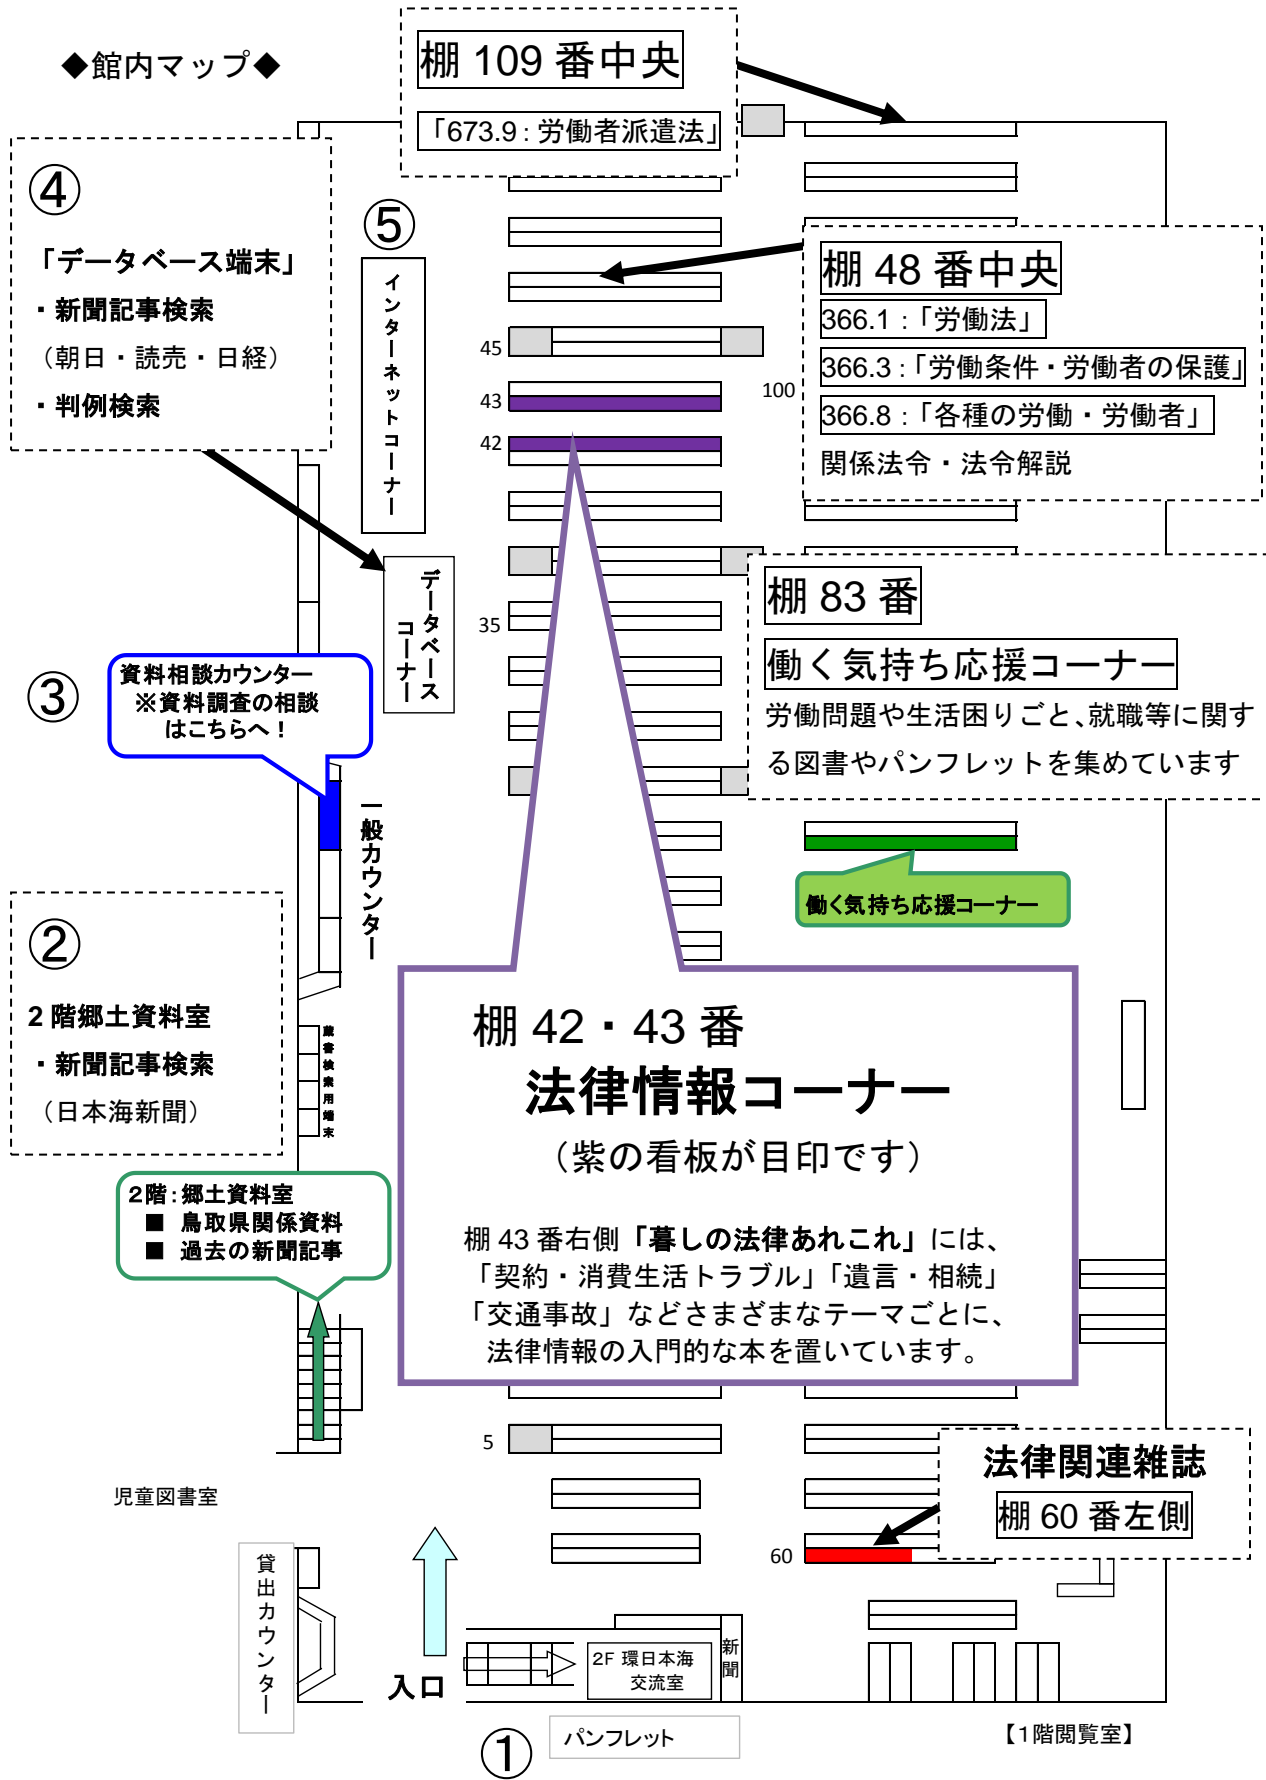 ◆館内マップ◆
棚 109 番中央
「673.9：労働者派遣法」
④
「データベース端末」
・新聞記事検索
（朝日・読売・日経）
・判例検索
⑤
インターネットコーナー
棚 48 番中央
366.1：「労働法」
366.3：「労働条件・労働者の保護」
366.8：「各種の労働・労働者」
関係法令・法令解説
45
43
42
100
35
データベース
コーナー
棚 83 番
働く気持ち応援コーナー
労働問題や生活困りごと、就職等に関す
る図書やパンフレットを集めています
③
資料相談カウンター
※資料調査の相談
はこちらへ！
一般カウンター
働く気持ち応援コーナー
②
2 階郷土資料室
・新聞記事検索
（日本海新聞）
蔵書検索用端末
棚 42・43 番
法律情報コーナー
（紫の看板が目印です）
棚 43 番右側「暮しの法律あれこれ」には、
「契約・消費生活トラブル」「遺言・相続」
「交通事故」などさまざまなテーマごとに、
法律情報の入門的な本を置いています。
2階：郷土資料室
■ 鳥取県関係資料
■ 過去の新聞記事
5
児童図書室
法律関連雑誌
棚 60 番左側
60
貸出カウンター
入口
2F 環日本海
交流室
新聞
①
パンフレット
【1階閲覧室】